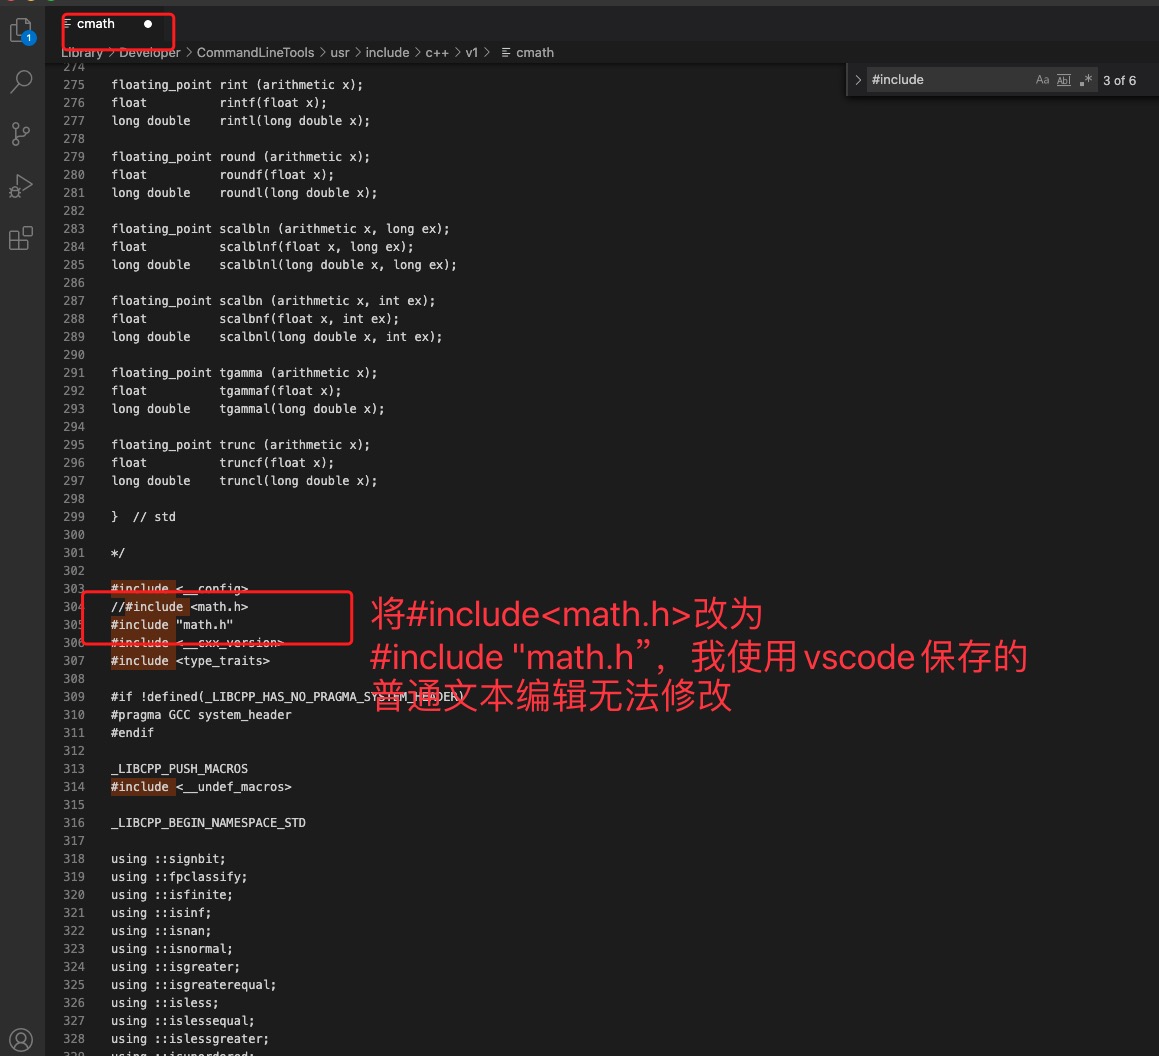 cmath
Library > Developer > CommandLineTools > usr > include > c++ > v1 > cmath
#include Aa Abl .* 3 of 6
1
274
275 floating_point rint (arithmetic x);
276 float rintf(float x);
277 long double rintl(long double x);
278
279 floating_point round (arithmetic x);
280 float roundf(float x);
281 long double roundl(long double x);
282
283 floating_point scalbln (arithmetic x, long ex);
284 float scalblnf(float x, long ex);
285 long double scalblnl(long double x, long ex);
286
287 floating_point scalbn (arithmetic x, int ex);
288 float scalbnf(float x, int ex);
289 long double scalbnl(long double x, int ex);
290
291 floating_point tgamma (arithmetic x);
292 float tgammaf(float x);
293 long double tgammal(long double x);
294
295 floating_point trunc (arithmetic x);
296 float truncf(float x);
297 long double truncl(long double x);
298
299 } // std
300
301 */
302
303 #include <__config>
304 //#include <math.h>
305 #include "math.h"
306 #include <__cxx_version>
307 #include <type_traits>
308
309 #if !defined(_LIBCPP_HAS_NO_PRAGMA_SYSTEM_HEADER)
310 #pragma GCC system_header
311 #endif
312
313 _LIBCPP_PUSH_MACROS
314 #include <__undef_macros>
315
316 _LIBCPP_BEGIN_NAMESPACE_STD
317
318 using ::signbit;
319 using ::fpclassify;
320 using ::isfinite;
321 using ::isinf;
322 using ::isnan;
323 using ::isnormal;
324 using ::isgreater;
325 using ::isgreaterequal;
326 using ::isless;
327 using ::islessequal;
328 using ::islessgreater;
329 using ::isunordered;
将#include<math.h>改为
#include "math.h”，我使用vscode保存的
普通文本编辑无法修改